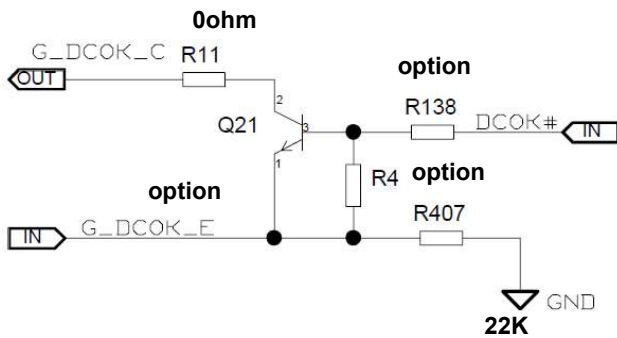 0ohm
G_DCOK_C
R11
OUT
option
2
R138
DCOK#
IN
Q21
3
1
R4
option
option
R407
IN
G_DCOK_E
GND
22K